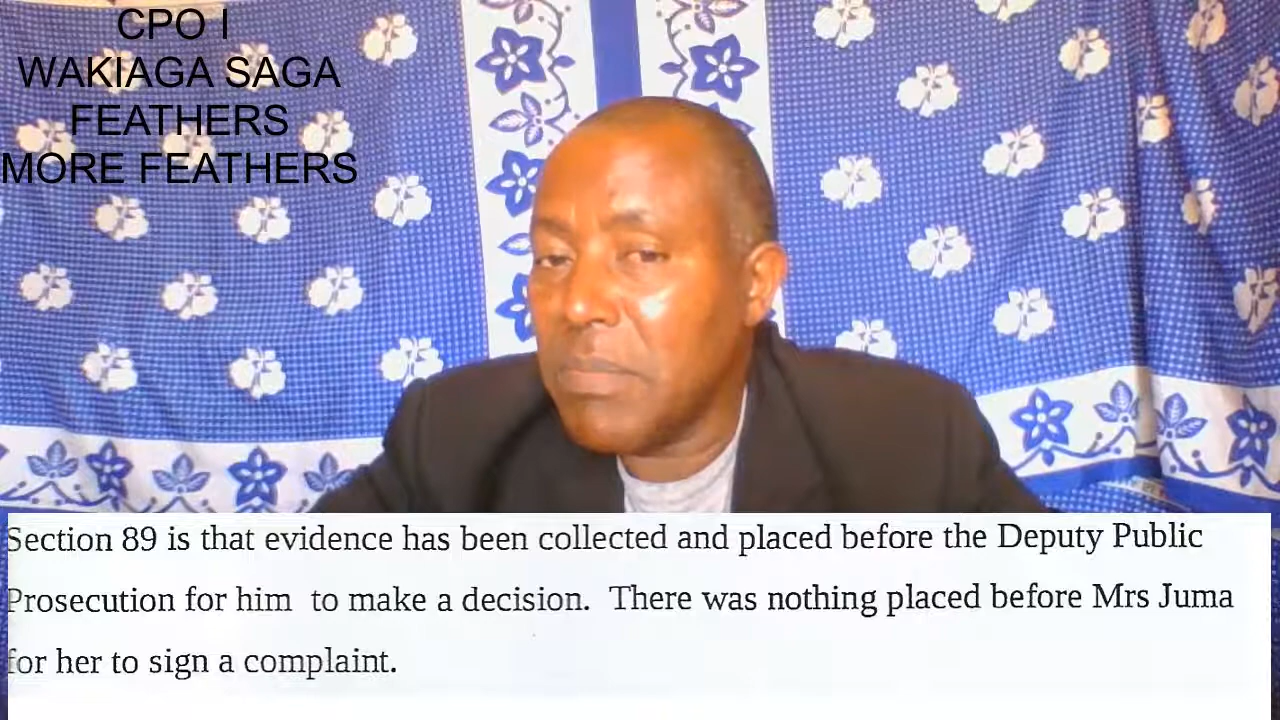 CPO I
WAKIAGA SAGA
FEATHERS
MORE FEATHERS
Section 89 is that evidence has been collected and placed before the Deputy Public
Prosecution for him to make a decision. There was nothing placed before Mrs Juma
for her to sign a complaint.